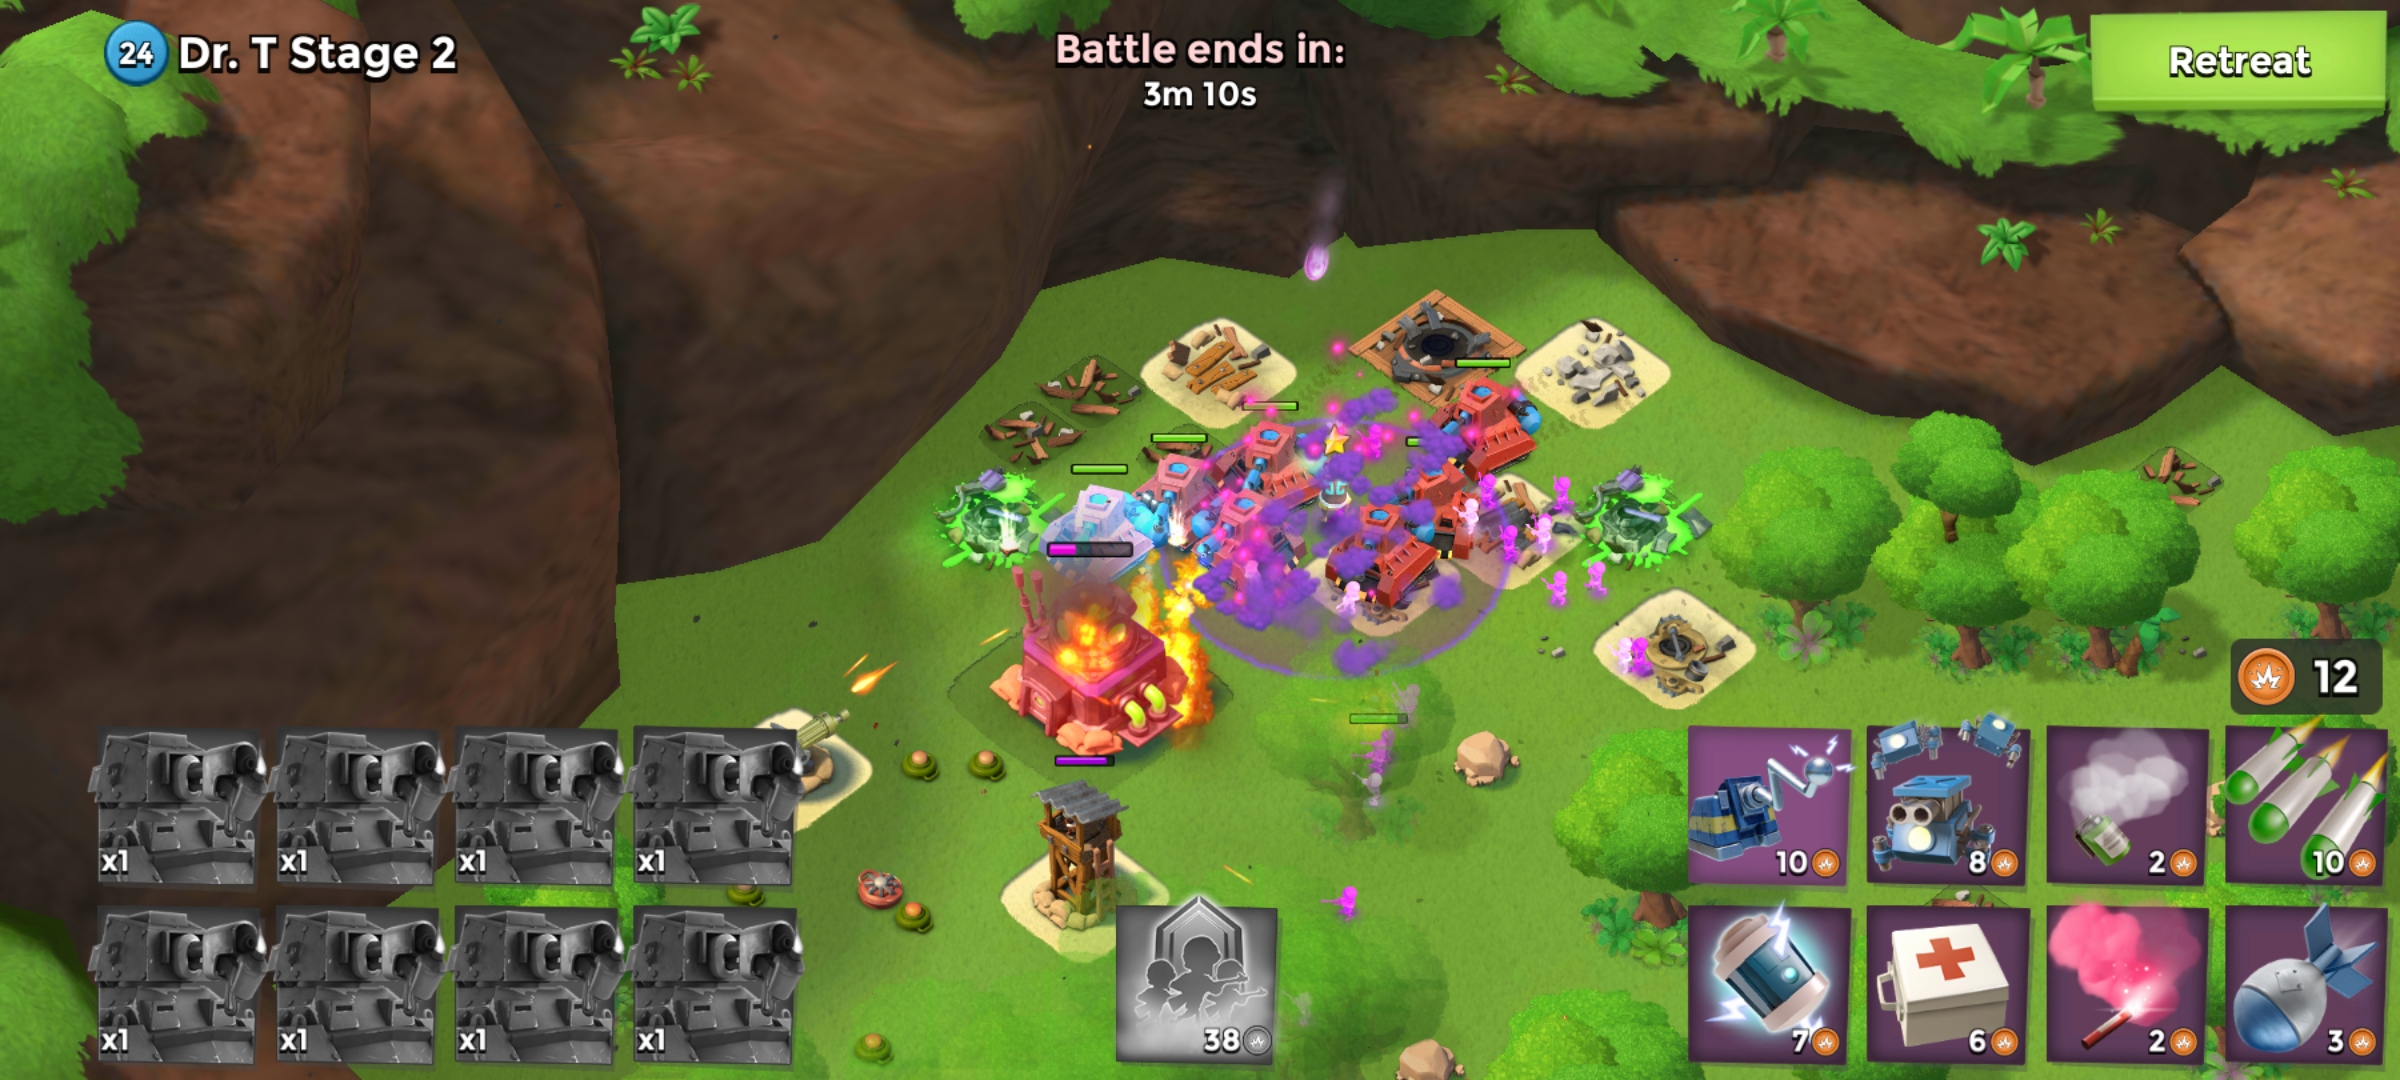 24 Dr. T Stage 2
Battle ends in:
3m 10s
Retreat
12
x1 x1 x1 x1
10 8 2 10
x1 x1 x1 x1
38
7 6 2 3